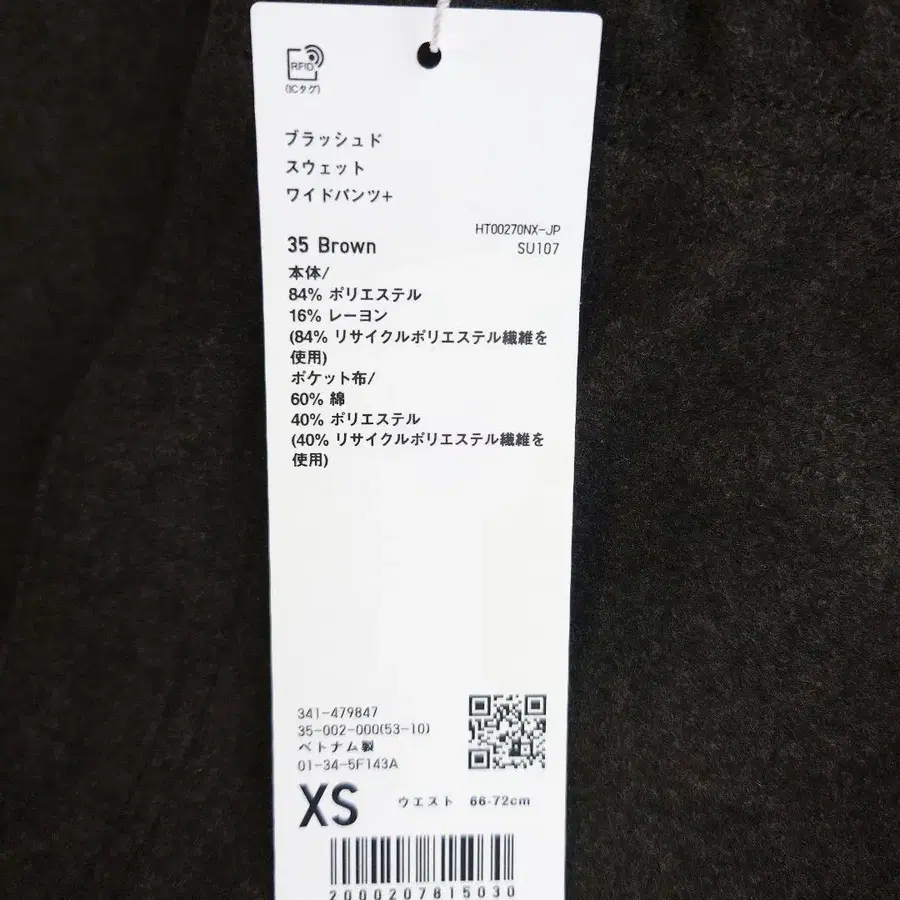 RFID
(ICタグ)
ブラッシュド
スウェット
ワイドパンツ+
HT00270NX-JP
35 Brown
SU107
本体/
84% ポリエステル
16% レーヨン
(84% リサイクルポリエステル繊維を
使用)
ポケット布/
60% 綿
40% ポリエステル
(40% リサイクルポリエステル繊維を
使用)
341-479847
35-002-000(53-10)
ベトナム製
01-34-5F143A
XS ウエスト 66-72cm
2000207815030